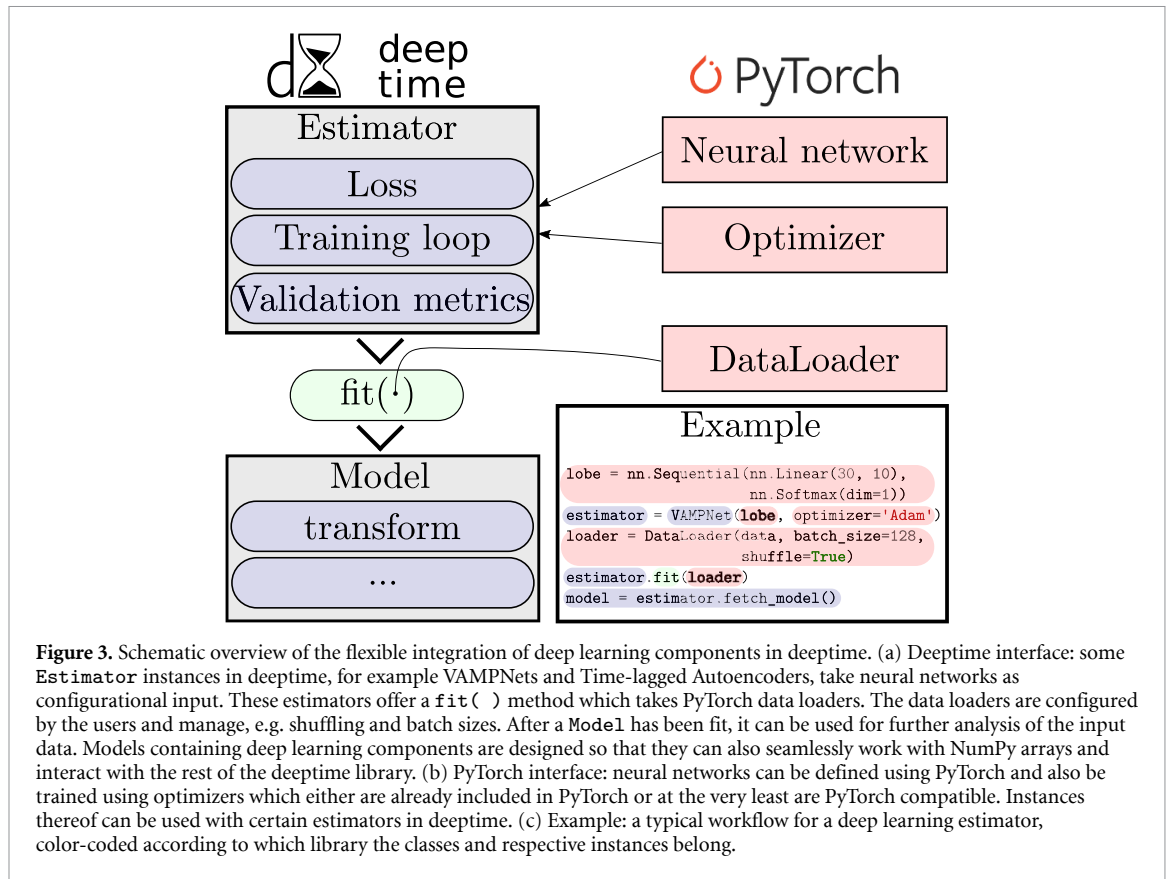 d
deep
time
PyTorch
Estimator
Loss
Training loop
Validation metrics
fit(·)
Model
transform
...
Neural network
Optimizer
DataLoader
Example
lobe = nn.Sequential(nn.Linear(30, 10),
nn.Softmax(dim=1))
estimator = VAMPNet(lobe, optimizer='Adam')
loader = DataLoader(data, batch_size=128,
shuffle=True)
estimator.fit(loader)
model = estimator.fetch_model()
Figure 3. Schematic overview of the flexible integration of deep learning components in deeptime. (a) Deeptime interface: some
Estimator instances in deeptime, for example VAMPNets and Time-lagged Autoencoders, take neural networks as
configurational input. These estimators offer a fit( ) method which takes PyTorch data loaders. The data loaders are configured
by the users and manage, e.g. shuffling and batch sizes. After a Model has been fit, it can be used for further analysis of the input
data. Models containing deep learning components are designed so that they can also seamlessly work with NumPy arrays and
interact with the rest of the deeptime library. (b) PyTorch interface: neural networks can be defined using PyTorch and also be
trained using optimizers which either are already included in PyTorch or at the very least are PyTorch compatible. Instances
thereof can be used with certain estimators in deeptime. (c) Example: a typical workflow for a deep learning estimator,
color-coded according to which library the classes and respective instances belong.